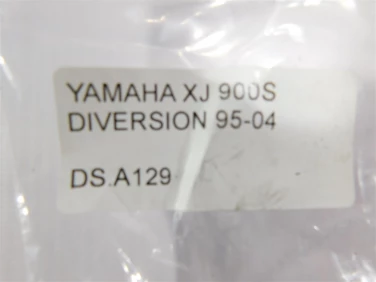 YAMAHA XJ 900S
DIVERSION 95-04
DS.A129